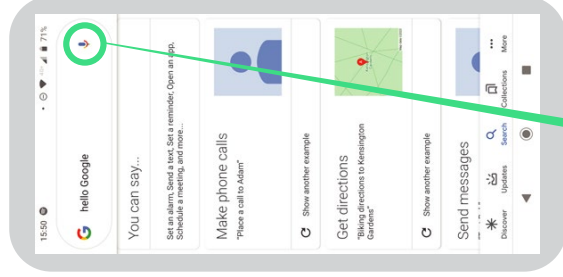 15:50
71%
hello Google
You can say...
Set an alarm, Send a text, Set a reminder, Open an app,
Schedule a meeting, and more...
Make phone calls
"Place a call to Adam"
Show another example
Get directions
"Biking directions to Kensington
Gardens"
Show another example
Send messages
Discover
Updates
Search
Collections
More